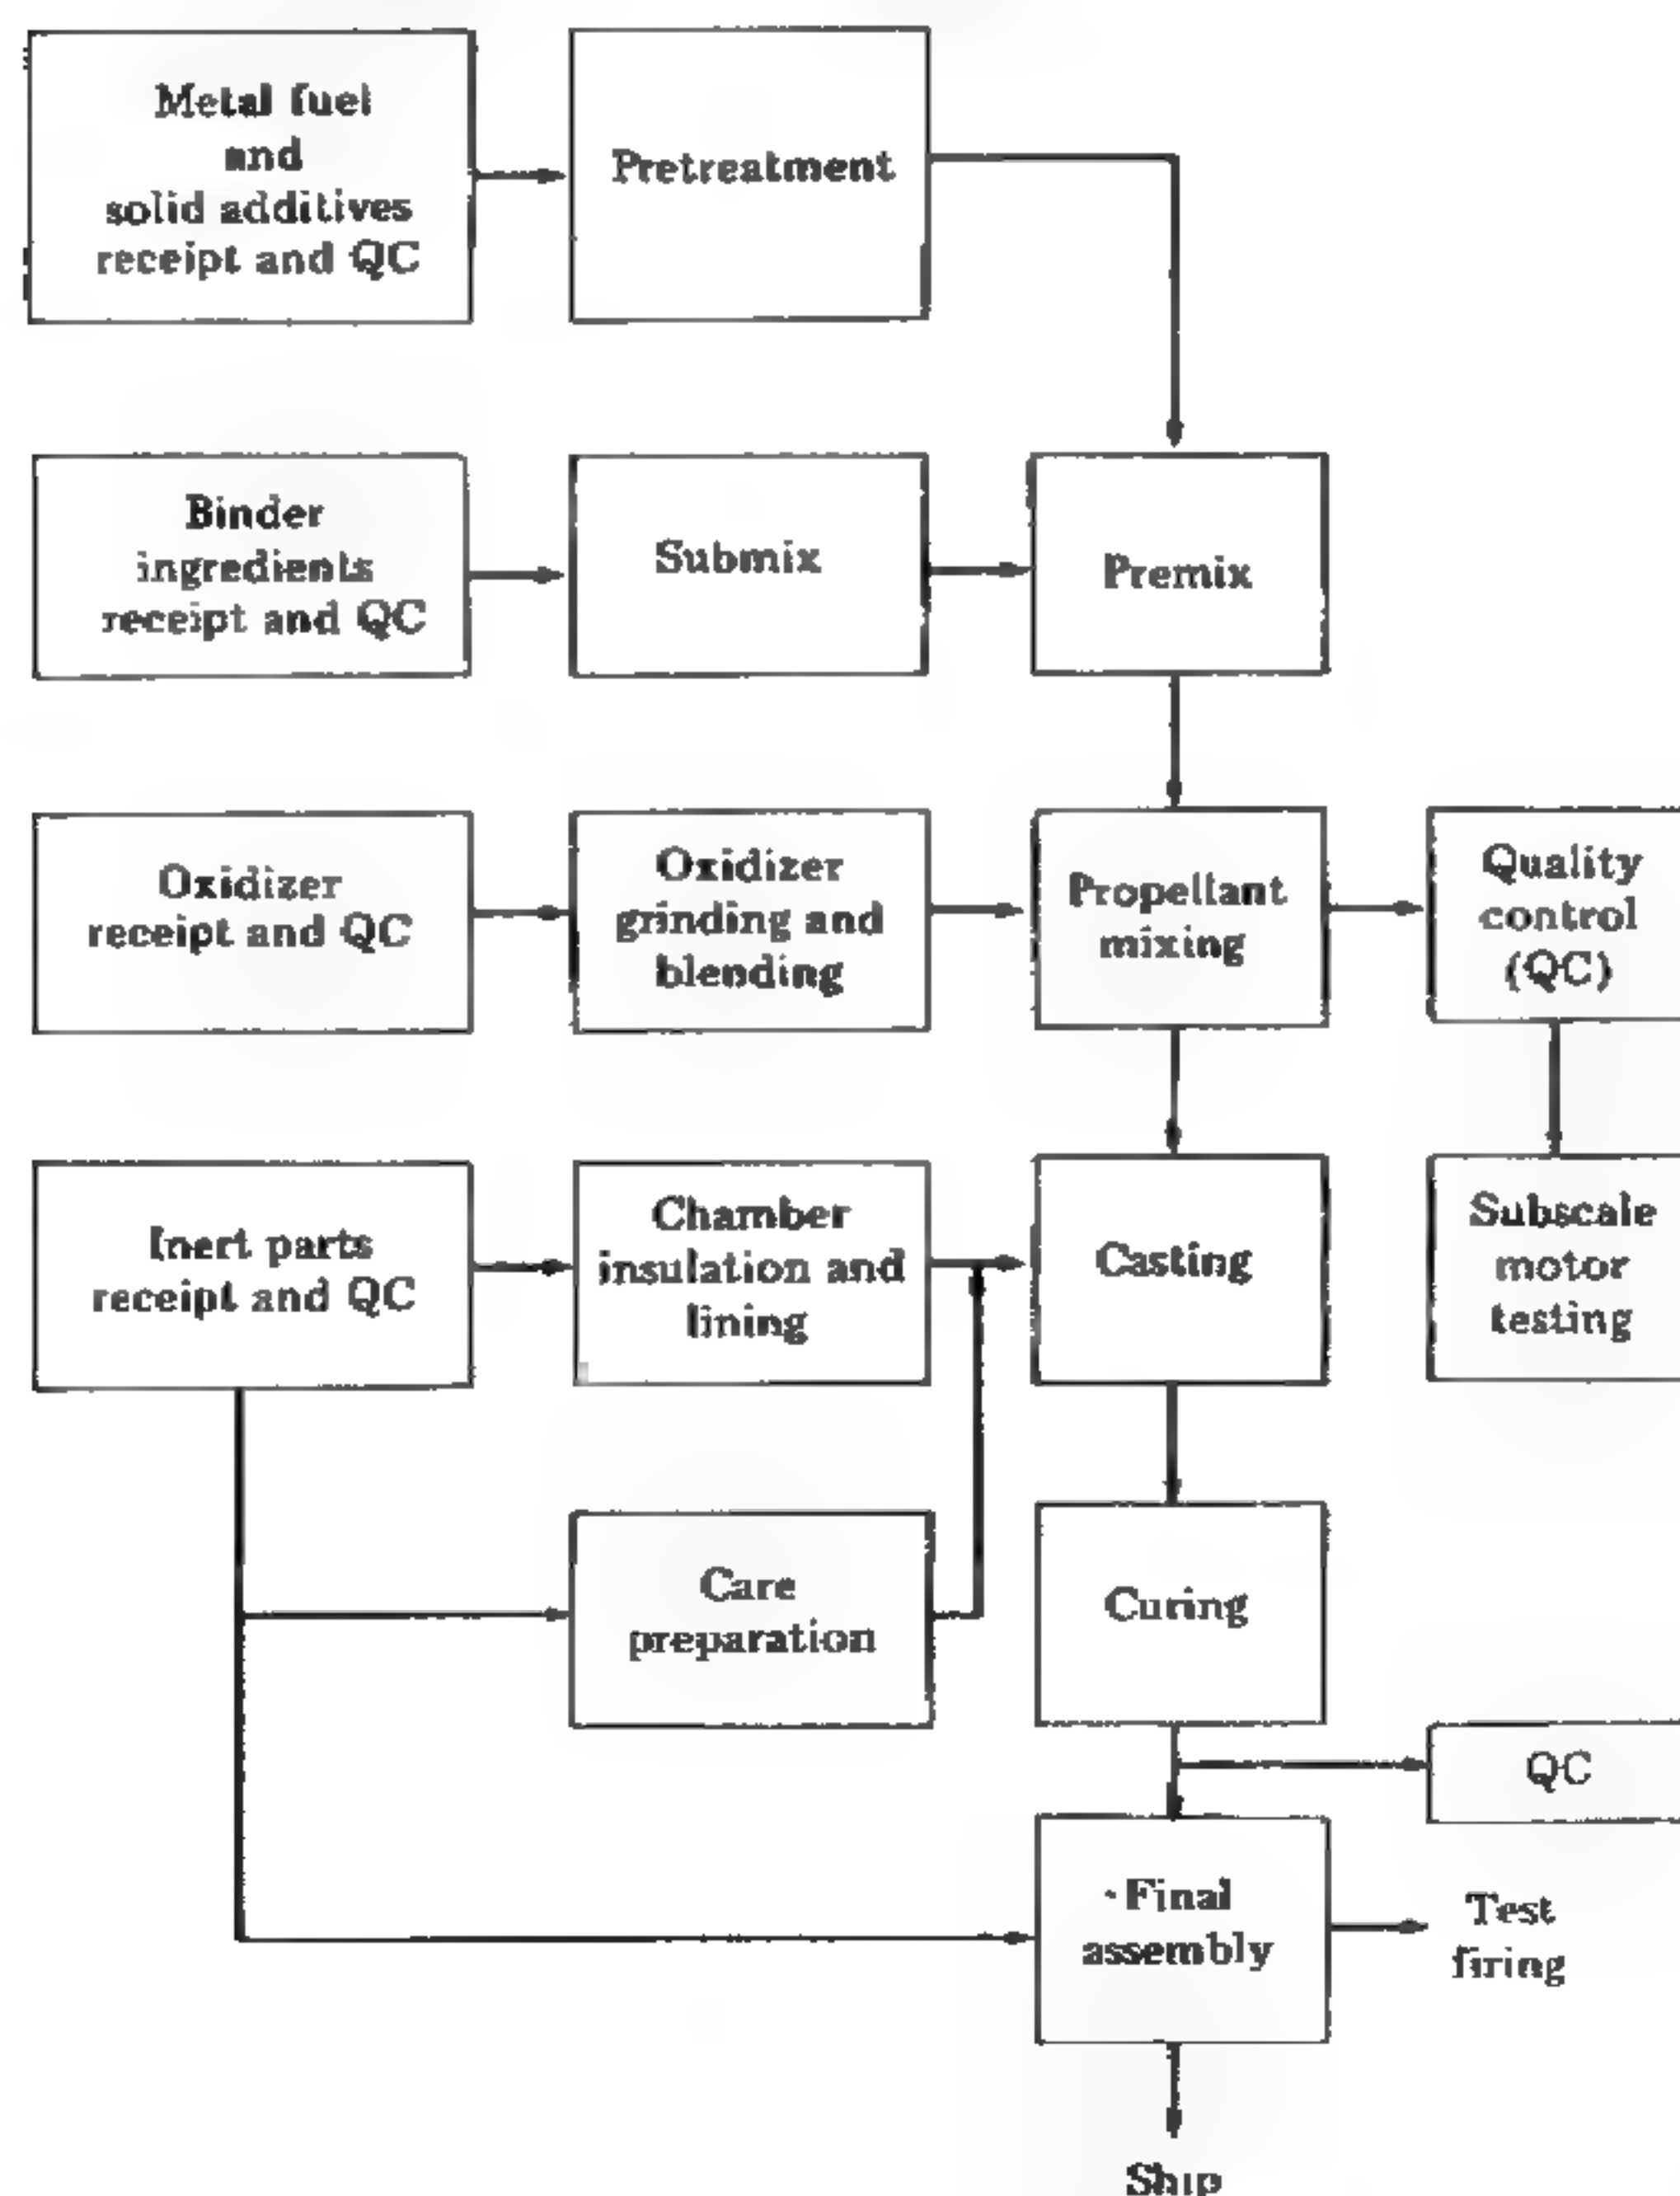 Metal fuel
and
solid additives
receipt and QC
Pretreatment
Binder
ingredients
receipt and QC
Submix
Premix
Oxidizer
receipt and QC
Oxidizer
grinding and
blending
Propellant
mixing
Quality
control
(QC)
Inert parts
receipt and QC
Chamber
insulation and
lining
Casting
Subscale
motor
testing
Care
preparation
Curing
QC
Final
assembly
Test
firing
Ship